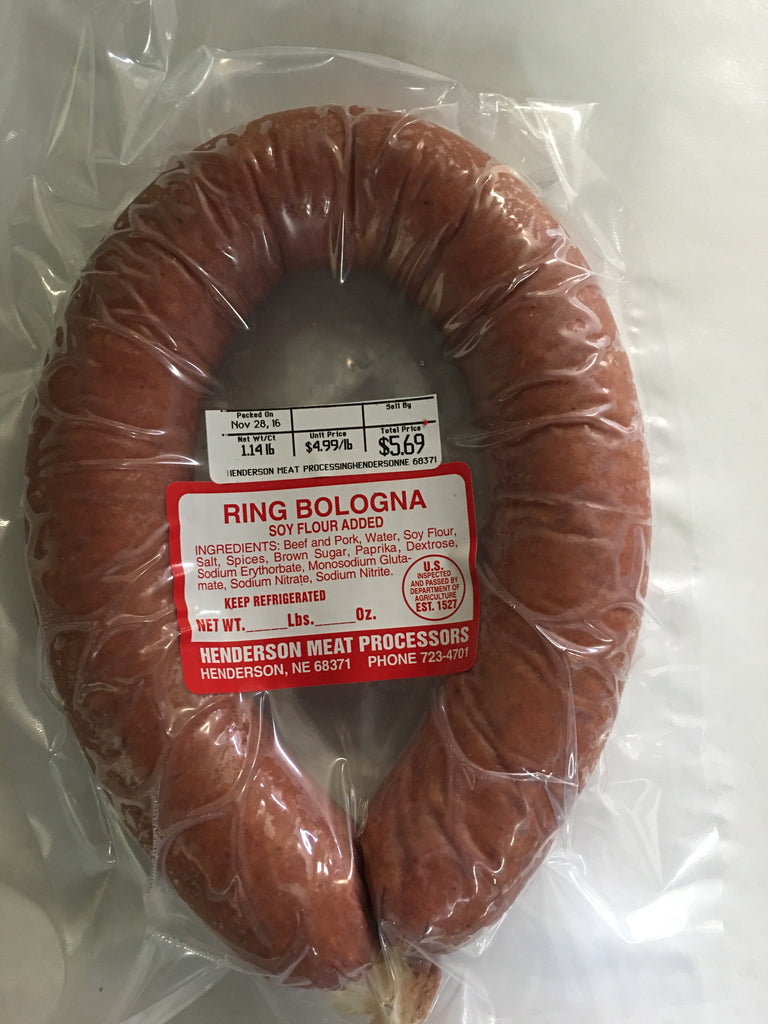 Packed On
Sell By
Nov 28, 16
Net Wt/Ct
Unit Price
Total Price
1.14 lb
$4.99/lb
$5.69
HENDERSON MEAT PROCESSINGHENDERSONNE 68371
RING BOLOGNA
SOY FLOUR ADDED
INGREDIENTS: Beef and Pork, Water, Soy Flour,
Salt, Spices, Brown Sugar, Paprika, Dextrose,
Sodium Erythorbate, Monosodium Gluta-
mate, Sodium Nitrate, Sodium Nitrite.
U.S.
INSPECTED
AND PASSED BY
DEPARTMENT OF
AGRICULTURE
EST. 1527
KEEP REFRIGERATED
NET WT._____Lbs._____Oz.
HENDERSON MEAT PROCESSORS
HENDERSON, NE 68371 PHONE 723-4701